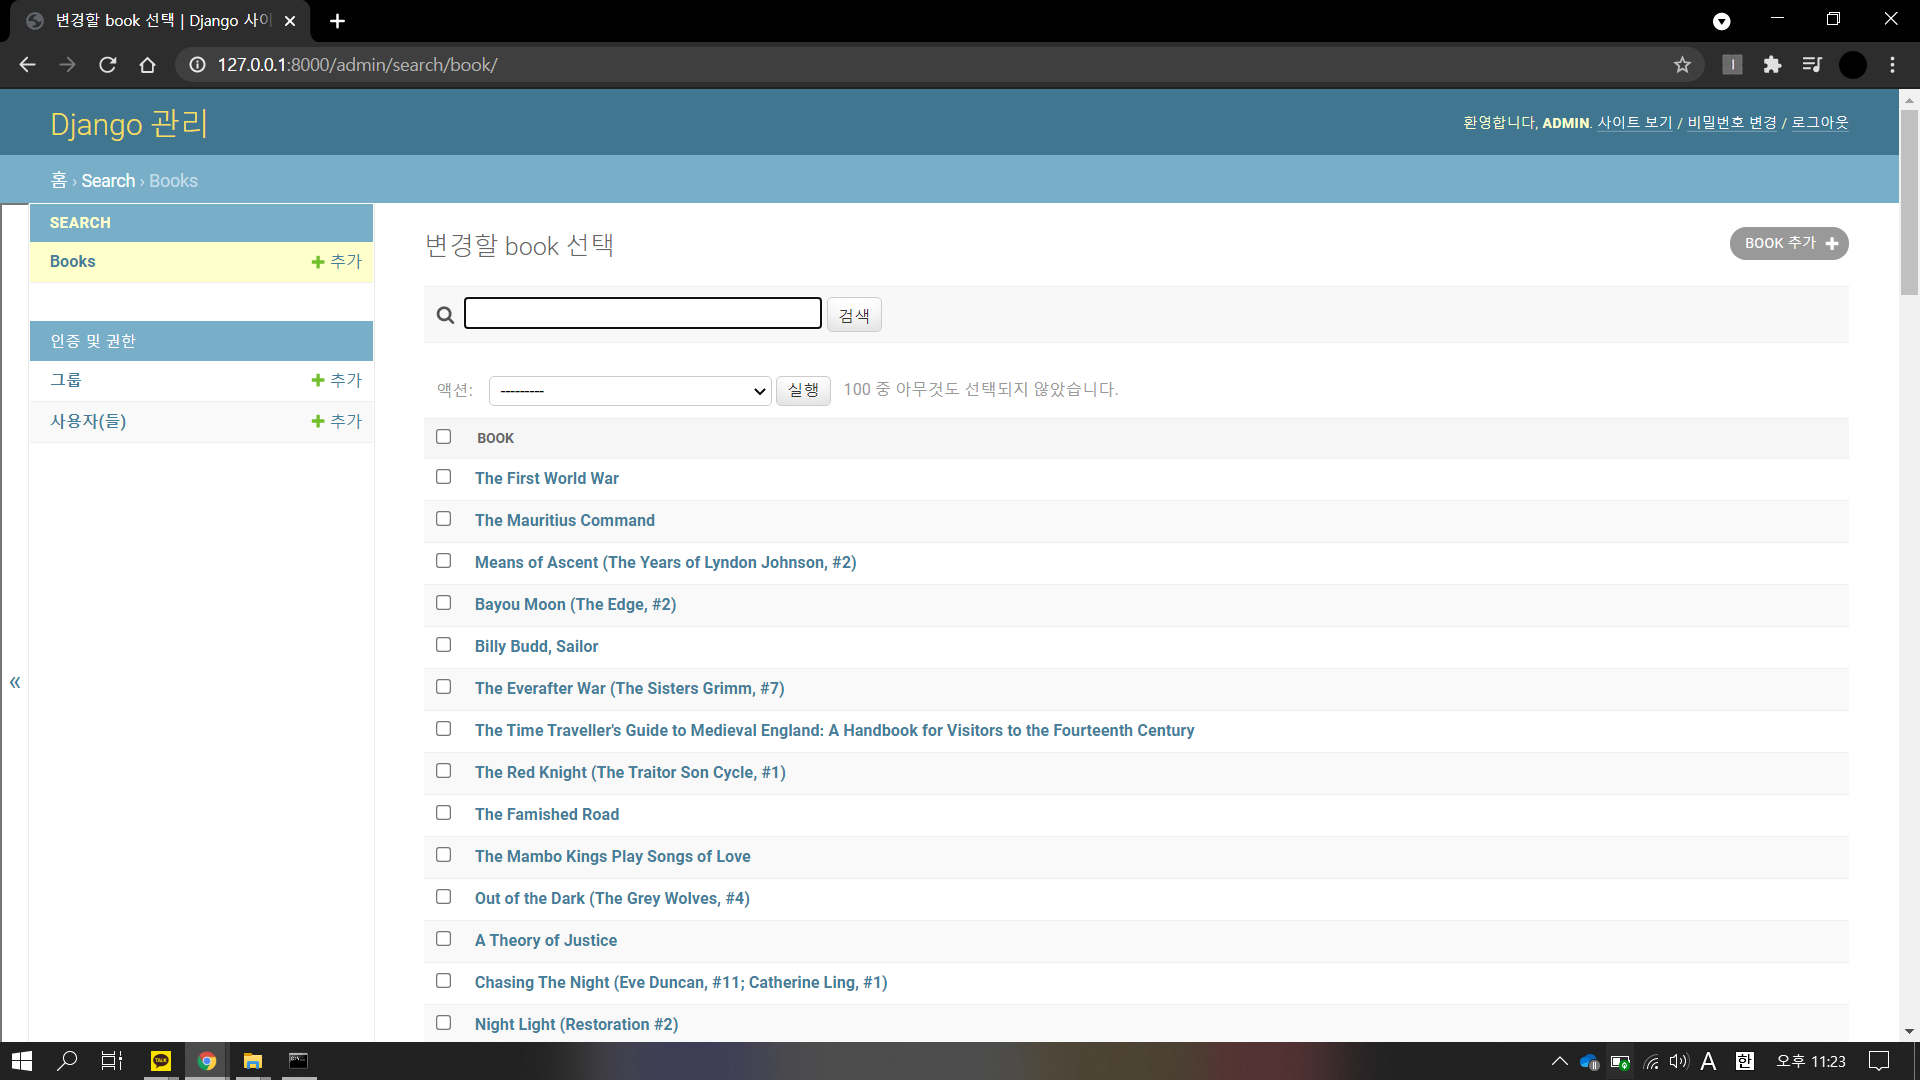 변경할 book 선택 | Django 사이
127.0.0.1:8000/admin/search/book/
Django 관리
환영합니다, ADMIN. 사이트 보기 / 비밀번호 변경 / 로그아웃
홈 › Search › Books
SEARCH
Books 추가
인증 및 권한
그룹 추가
사용자(들) 추가
«
변경할 book 선택
BOOK 추가
검색
액션: --------- 실행 100 중 아무것도 선택되지 않았습니다.
BOOK
The First World War
The Mauritius Command
Means of Ascent (The Years of Lyndon Johnson, #2)
Bayou Moon (The Edge, #2)
Billy Budd, Sailor
The Everafter War (The Sisters Grimm, #7)
The Time Traveller's Guide to Medieval England: A Handbook for Visitors to the Fourteenth Century
The Red Knight (The Traitor Son Cycle, #1)
The Famished Road
The Mambo Kings Play Songs of Love
Out of the Dark (The Grey Wolves, #4)
A Theory of Justice
Chasing The Night (Eve Duncan, #11; Catherine Ling, #1)
Night Light (Restoration #2)
TALK
A 한 오후 11:23